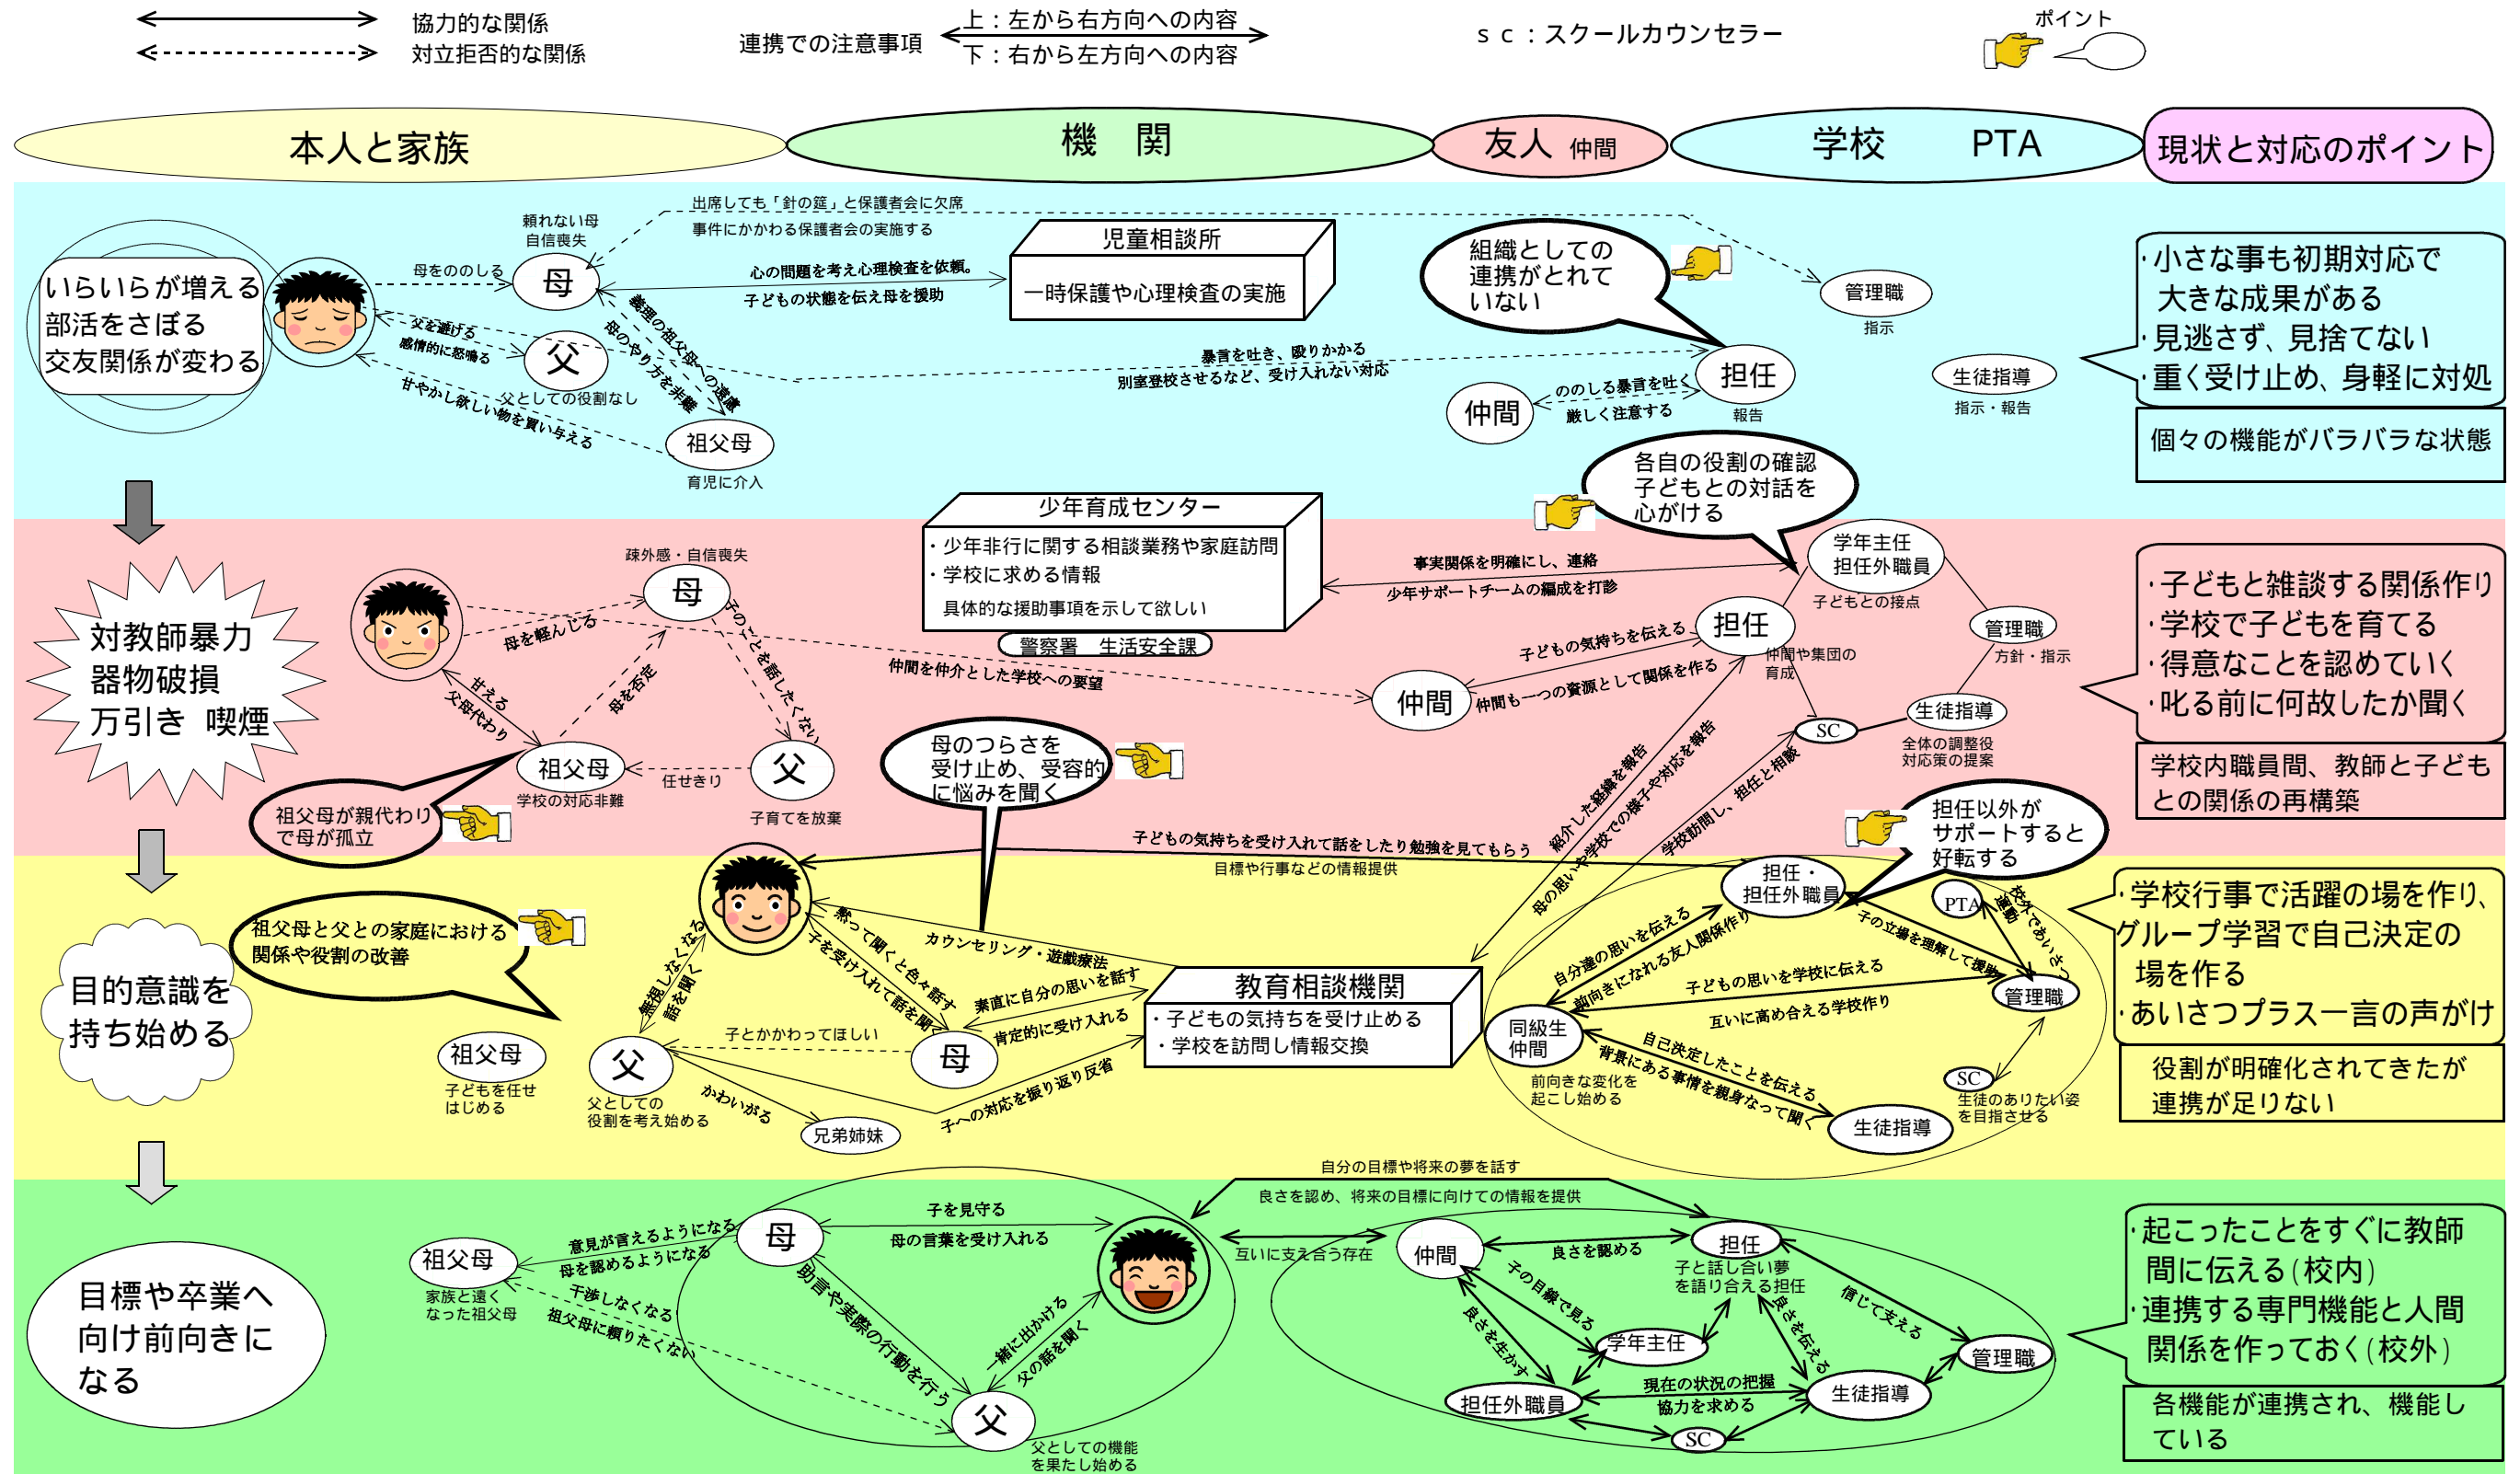 協力的な関係
対立拒否的な関係
連携での注意事項
上：左から右方向への内容
下：右から左方向への内容
ｓｃ：スクールカウンセラー
ポイント
本人と家族
機　関
友人 仲間
学校　PTA
現状と対応のポイント
いらいらが増える
部活をさぼる
交友関係が変わる
頼れない母
自信喪失
母をののしる
母
出席しても「針の筵」と保護者会に欠席
事件にかかわる保護者会の実施する
心の問題を考え心理検査を依頼。
子どもの状態を伝え母を援助
児童相談所
一時保護や心理検査の実施
父を避ける
感情的に怒鳴る
父
父としての役割なし
義理の祖父母への遠慮
母のやり方を非難
甘やかし欲しい物を買い与える
祖父母
育児に介入
暴言を吐き、殴りかかる
別室登校させるなど、受け入れない対応
組織としての
連携がとれて
いない
管理職
指示
担任
報告
生徒指導
指示・報告
仲間
ののしる暴言を吐く
厳しく注意する
・小さな事も初期対応で
大きな成果がある
・見逃さず、見捨てない
・重く受け止め、身軽に対処
個々の機能がバラバラな状態
対教師暴力
器物破損
万引き 喫煙
疎外感・自信喪失
母
母を軽んじる
子のことを話したくない
母を否定
甘える
父母代わり
祖父母
学校の対応非難
任せきり
父
子育てを放棄
祖父母が親代わり
で母が孤立
少年育成センター
・少年非行に関する相談業務や家庭訪問
・学校に求める情報
具体的な援助事項を示して欲しい
警察署　生活安全課
仲間を仲介とした学校への要望
事実関係を明確にし、連絡
少年サポートチームの編成を打診
各自の役割の確認
子どもとの対話を
心がける
学年主任
担任外職員
子どもとの接点
担任
仲間や集団の
育成
管理職
方針・指示
仲間
子どもの気持ちを伝える
仲間も一つの資源として関係を作る
SC
生徒指導
全体の調整役
対応策の提案
母のつらさを
受け止め、受容的
に悩みを聞く
紹介した経緯を報告
母の思いや学校での様子や対応を報告
学校訪問し、担任と相談
・子どもと雑談する関係作り
・学校で子どもを育てる
・得意なことを認めていく
・叱る前に何故したか聞く
学校内職員間、教師と子ども
との関係の再構築
担任以外が
サポートすると
好転する
目的意識を
持ち始める
祖父母と父との家庭における
関係や役割の改善
子どもの気持ちを受け入れて話をしたり勉強を見てもらう
目標や行事などの情報提供
無視しなくなる
話を聞く
黙って聞くと色々話す
子を受け入れて話を聞く
カウンセリング・遊戯療法
素直に自分の思いを話す
肯定的に受け入れる
教育相談機関
・子どもの気持ちを受け止める
・学校を訪問し情報交換
祖父母
子どもを任せ
はじめる
父
父としての
役割を考え始める
子とかかわってほしい
母
かわいがる
兄弟姉妹
子への対応を振り返り反省
担任・
担任外職員
PTA
校外であいさつ
運動
子の立場を理解して援助
自分達の思いを伝える
前向きになれる友人関係作り
子どもの思いを学校に伝える
互いに高め合える学校作り
管理職
同級生
仲間
前向きな変化を
起こし始める
自己決定したことを伝える
背景にある事情を親身なって聞く
SC
生徒のありたい姿
を目指させる
生徒指導
・学校行事で活躍の場を作り、
グループ学習で自己決定の
場を作る
・あいさつプラス一言の声がけ
役割が明確化されてきたが
連携が足りない
目標や卒業へ
向け前向きに
なる
祖父母
家族と遠く
なった祖父母
意見が言えるようになる
母を認めるようになる
干渉しなくなる
祖父母に頼りたくない
母
子を見守る
母の言葉を受け入れる
助言や実際の行動を行う
一緒に出かける
父の話を聞く
父
父としての機能
を果たし始める
自分の目標や将来の夢を話す
良さを認め、将来の目標に向けての情報を提供
互いに支え合う存在
仲間
良さを認める
担任
子と話し合い夢
を語り合える担任
子の目線で見る
良さを生かす
学年主任
良さを伝える
信じて支える
管理職
担任外職員
現在の状況の把握
協力を求める
生徒指導
SC
・起こったことをすぐに教師
間に伝える(校内)
・連携する専門機能と人間
関係を作っておく(校外)
各機能が連携され、機能し
ている